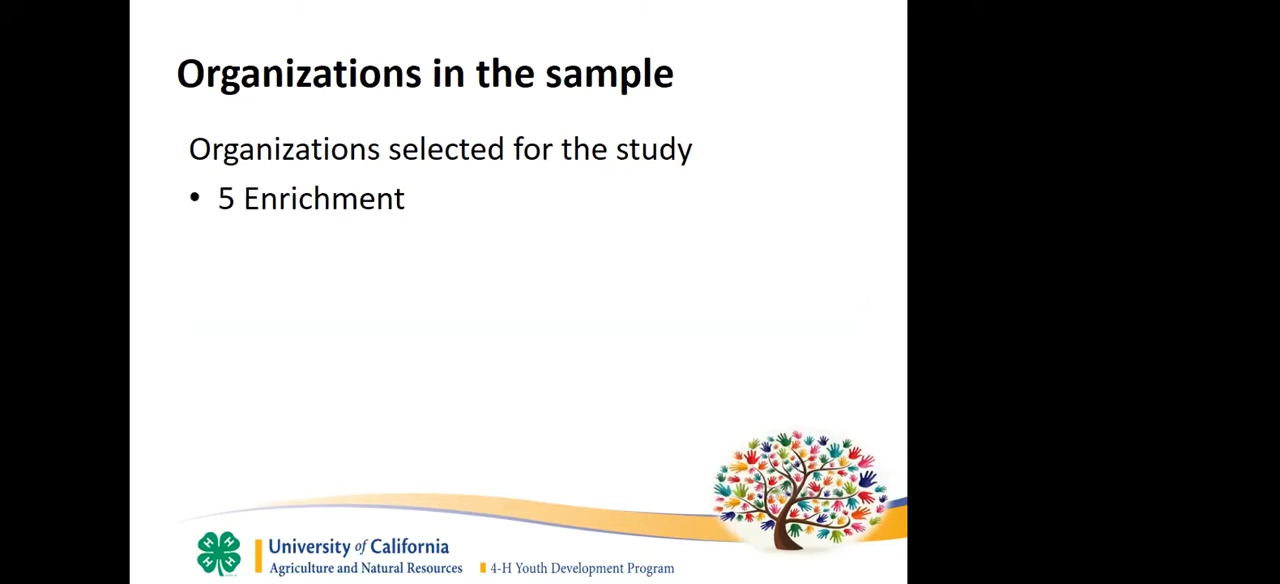 Organizations in the sample
Organizations selected for the study
• 5 Enrichment
H H H H
University of California
Agriculture and Natural Resources
4-H Youth Development Program